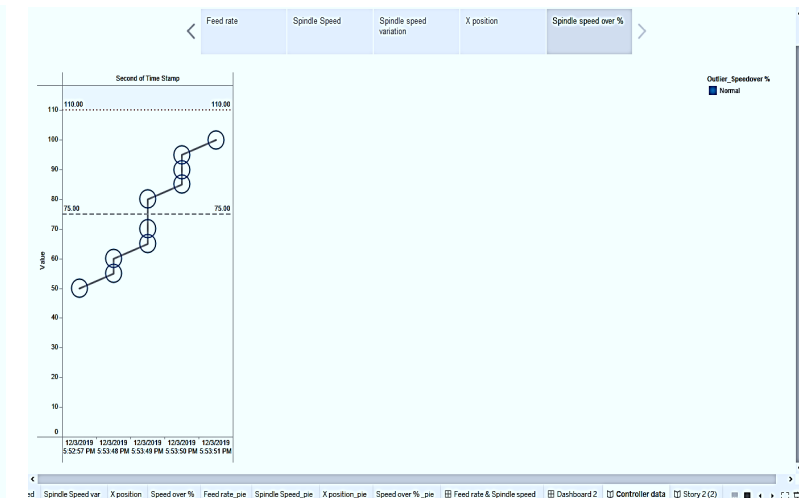 Feed rate
Spindle Speed
Spindle speed variation
X position
Spindle speed over %
Second of Time Stamp
Outlier_Speedover %
Normal
110.00 110.00
75.00 75.00
Value
110
100
90
80
70
60
50
40
30
20
10
0
12/3/2019 12/3/2019 12/3/2019 12/3/2019 12/3/2019
5:52:57 PM 5:53:48 PM 5:53:49 PM 5:53:50 PM 5:53:51 PM
ed Spindle Speed var X position Speed over % Feed rate_pie Spindle Speed_pie X position_pie Speed over %_pie Feed rate & Spindle speed Dashboard 2 Controller data Story 2 (2)